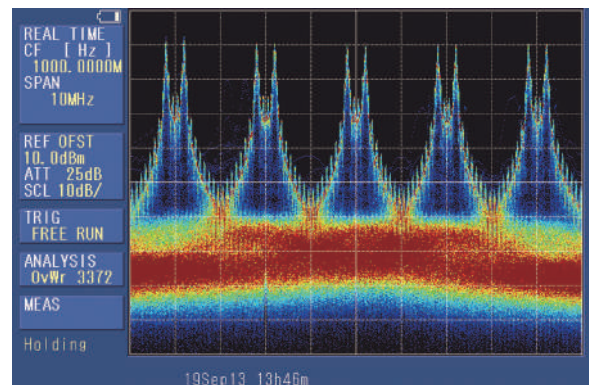 REAL TIME
CF [Hz]
1000.0000M
SPAN
10MHz
REF OFST
10.0dBm
ATT 25dB
SCL 10dB/
TRIG
FREE RUN
ANALYSIS
OvWr 3372
MEAS
Holding
19Sep13 13h46m